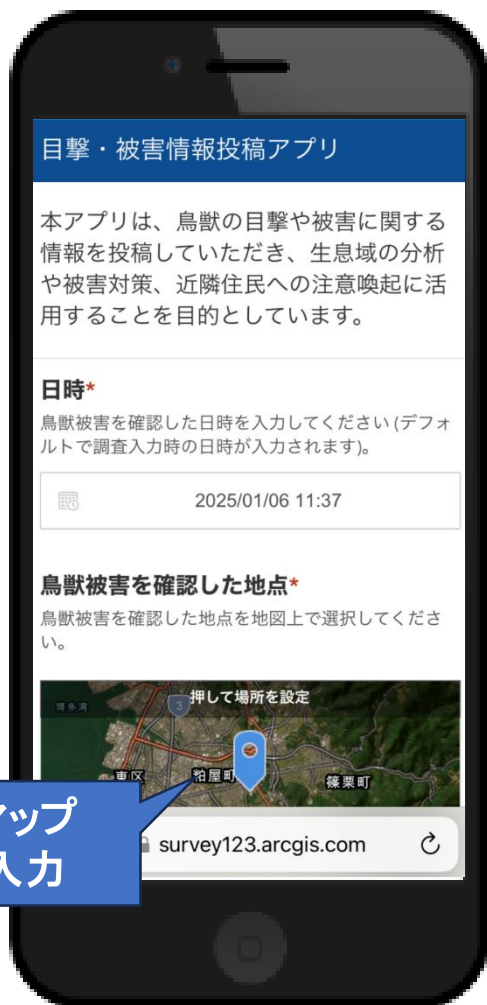 目撃・被害情報投稿アプリ
本アプリは、鳥獣の目撃や被害に関する
情報を投稿していただき、生息域の分析
や被害対策、近隣住民への注意喚起に活
用することを目的としています。
日時*
鳥獣被害を確認した日時を入力してください (デフォ
ルトで調査入力時の日時が入力されます)。
2025/01/06 11:37
鳥獣被害を確認した地点*
鳥獣被害を確認した地点を地図上で選択してくださ
い。
押して場所を設定
博多湾
3
東区
粕屋町
篠栗町
マップ
入力
survey123.arcgis.com